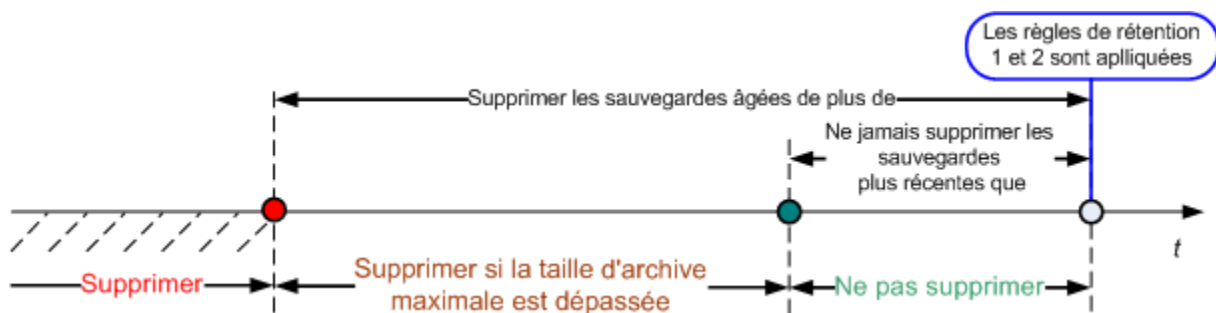 Les règles de rétention
1 et 2 sont aplliquées
Supprimer les sauvegardes âgées de plus de
Ne jamais supprimer les
sauvegardes
plus récentes que
t
Supprimer
Supprimer si la taille d'archive
maximale est dépassée
Ne pas supprimer